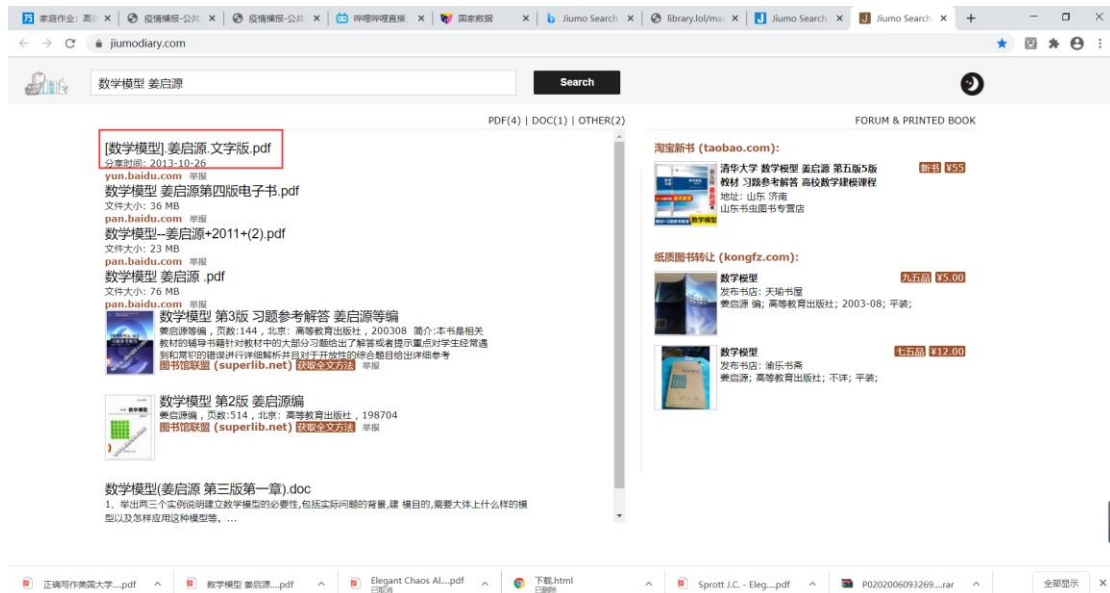 家庭作业：高
疫情编报-公共
疫情编报-公共
哔哩哔哩直播
国家数据
Jiumo Search
library.lol/mai
Jiumo Search
Jiumo Search
jiumodiary.com
数学模型 姜启源
Search
PDF(4) | DOC(1) | OTHER(2)
[数学模型].姜启源.文字版.pdf
分享时间: 2013-10-26
yun.baidu.com 举报
数学模型 姜启源第四版电子书.pdf
文件大小: 36 MB
pan.baidu.com 举报
数学模型--姜启源+2011+(2).pdf
文件大小: 23 MB
pan.baidu.com 举报
数学模型 姜启源 .pdf
文件大小: 76 MB
pan.baidu.com 举报
数学模型 第3版 习题参考解答 姜启源等编
姜启源等编，页数:144，北京：高等教育出版社，200308 简介:本书是相关
教材的辅导书籍针对教材中的大部分习题给出了解答或者提示重点对学生经常遇
到和常犯的错误进行详细解析并且对于开放性的综合题目给出详细参考
图书馆联盟 (superlib.net) 获取全文方法 举报
数学模型 第2版 姜启源编
姜启源编，页数:514，北京：高等教育出版社，198704
图书馆联盟 (superlib.net) 获取全文方法 举报
数学模型(姜启源 第三版第一章).doc
1、举出两三个实例说明建立数学模型的必要性,包括实际问题的背景,建 模目的,需要大体上什么样的模
型以及怎样应用这种模型等。…
FORUM & PRINTED BOOK
淘宝新书 (taobao.com):
清华大学 数学模型 姜启源 第五版5版 新书 ¥55
教材 习题参考解答 高校数学建模课程
地址: 山东 济南
山东书虫图书专营店
纸质图书转让 (kongfz.com):
数学模型 九五品 ¥5.00
发布书店: 天瑜书屋
姜启源 编; 高等教育出版社; 2003-08; 平装;
数学模型 七五品 ¥12.00
发布书店: 渝乐书斋
姜启源; 高等教育出版社; 不详; 平装;
正确写作美国大学....pdf
数学模型 姜启源....pdf
Elegant Chaos Al....pdf
已取消
下载.html
已删除
Sprott J.C. - Eleg....pdf
P0202006093269....rar
全部显示